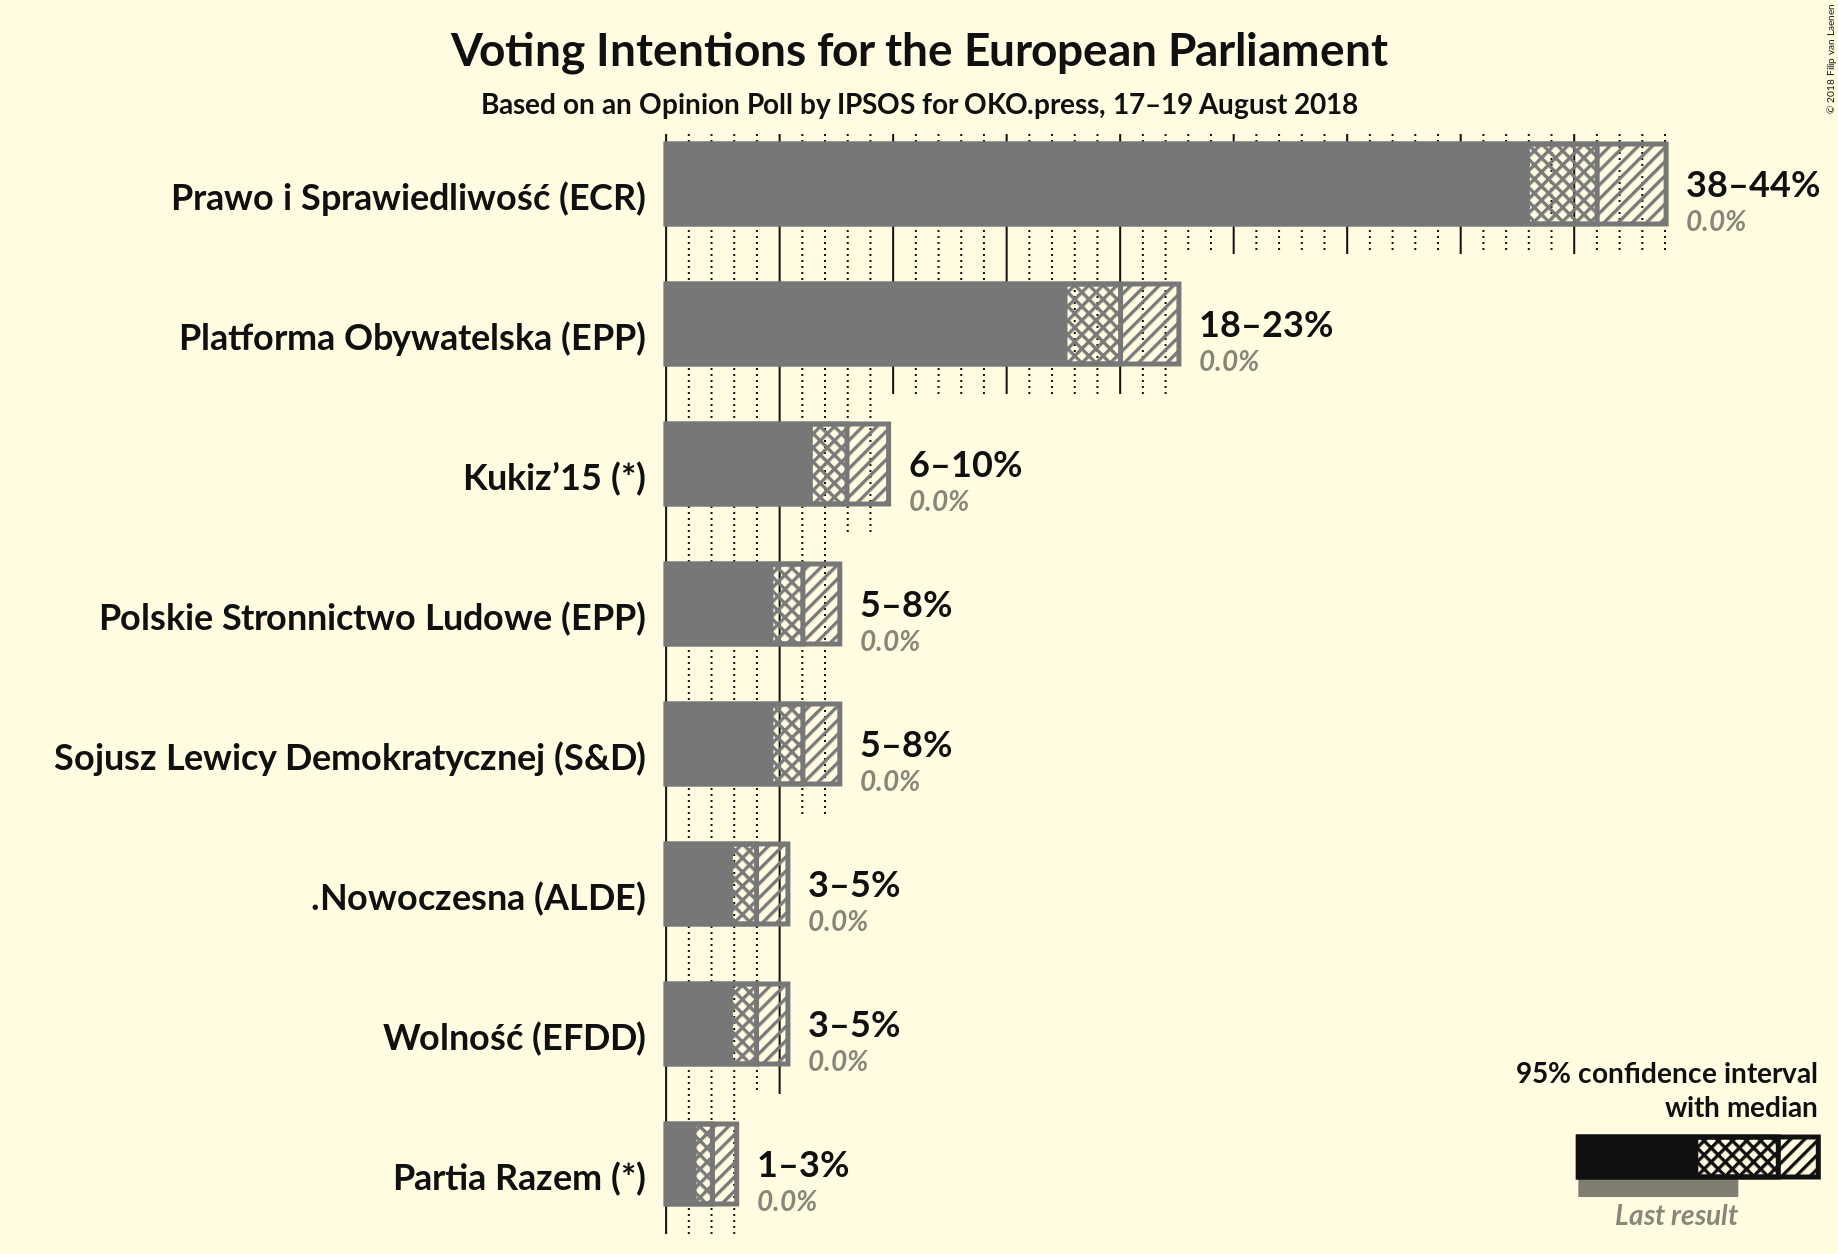 Voting Intentions for the European Parliament
Based on an Opinion Poll by IPSOS for OKO.press, 17–19 August 2018
© 2018 Filip van Laenen
Prawo i Sprawiedliwość (ECR)
38–44%
0.0%
Platforma Obywatelska (EPP)
18–23%
0.0%
Kukiz’15 (*)
6–10%
0.0%
Polskie Stronnictwo Ludowe (EPP)
5–8%
0.0%
Sojusz Lewicy Demokratycznej (S&D)
5–8%
0.0%
.Nowoczesna (ALDE)
3–5%
0.0%
Wolność (EFDD)
3–5%
0.0%
Partia Razem (*)
1–3%
0.0%
95% confidence interval
with median
Last result